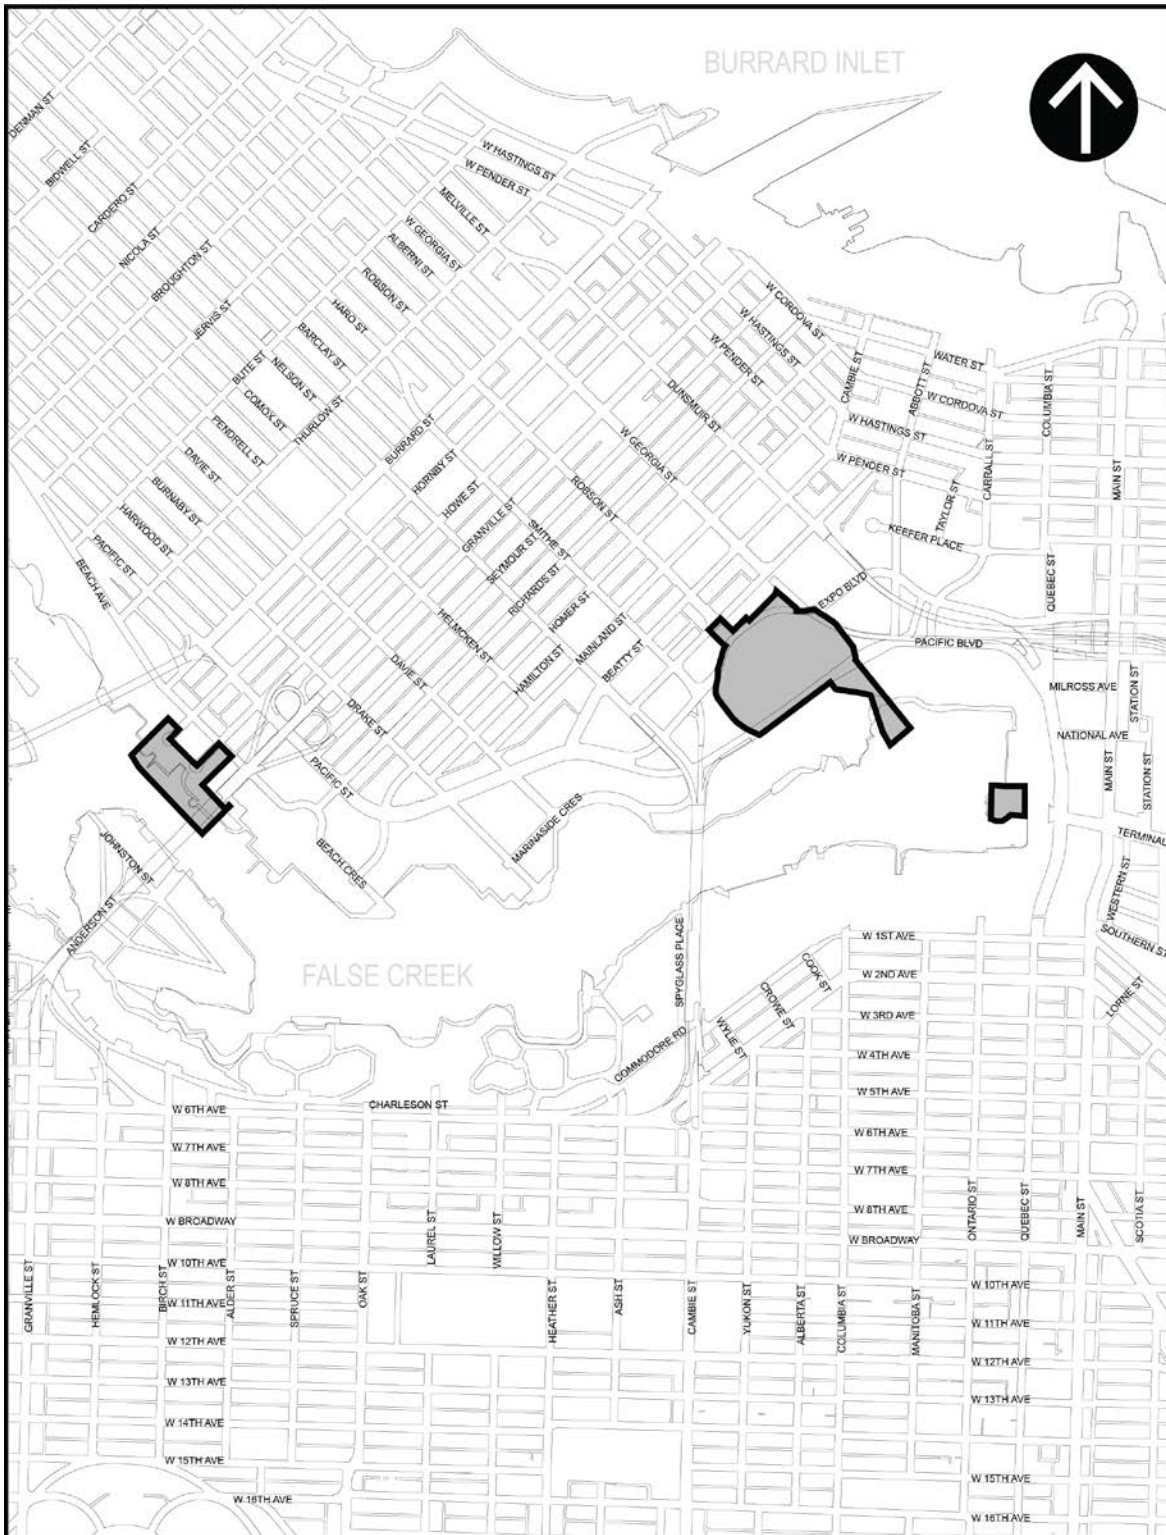 BURRARD INLET
DENMAN ST
BIDWELL ST
CARDERO ST
NICOLA ST
BROUGHTON ST
JERVIS ST
BUTE ST
THURLOW ST
BURRARD ST
HORNBY ST
HOWE ST
GRANVILLE ST
SEYMOUR ST
RICHARDS ST
HOMER ST
HAMILTON ST
MAINLAND ST
BEATTY ST
W HASTINGS ST
W PENDER ST
MELVILLE ST
W GEORGIA ST
ALBERNI ST
ROBSON ST
HARO ST
BARCLAY ST
NELSON ST
COMOX ST
PENDRELL ST
DAVIE ST
BURNABY ST
HARWOOD ST
PACIFIC ST
BEACH AVE
W CORDOVA ST
W HASTINGS ST
W PENDER ST
DUNSMUIR ST
W GEORGIA ST
ROBSON ST
SMITHE ST
HELMCKEN ST
DAVIE ST
DRAKE ST
PACIFIC ST
BEACH CRES
MARINASIDE CRES
CAMBIE ST
ABBOTT ST
WATER ST
W CORDOVA ST
W HASTINGS ST
W PENDER ST
CARRALL ST
COLUMBIA ST
MAIN ST
TAYLOR ST
KEEFER PLACE
QUEBEC ST
EXPO BLVD
PACIFIC BLVD
MILROSS AVE
STATION ST
NATIONAL AVE
MAIN ST
STATION ST
TERMINAL
WESTERN ST
SOUTHERN ST
LORNE ST
JOHNSTON ST
ANDERSON ST
FALSE CREEK
SPYGLASS PLACE
COMMODORE RD
WYLIE ST
CROWE ST
COOK ST
W 1ST AVE
W 2ND AVE
W 3RD AVE
W 4TH AVE
W 5TH AVE
W 6TH AVE
W 7TH AVE
W 8TH AVE
W BROADWAY
CHARLESON ST
W 6TH AVE
W 7TH AVE
W 8TH AVE
W BROADWAY
W 10TH AVE
W 11TH AVE
W 12TH AVE
W 13TH AVE
W 14TH AVE
W 15TH AVE
W 16TH AVE
GRANVILLE ST
HEMLOCK ST
BIRCH ST
ALDER ST
SPRUCE ST
OAK ST
LAUREL ST
WILLOW ST
HEATHER ST
ASH ST
CAMBIE ST
YUKON ST
ALBERTA ST
COLUMBIA ST
MANITOBA ST
ONTARIO ST
QUEBEC ST
MAIN ST
SCOTIA ST
W 10TH AVE
W 11TH AVE
W 12TH AVE
W 13TH AVE
W 15TH AVE
W 16TH AVE